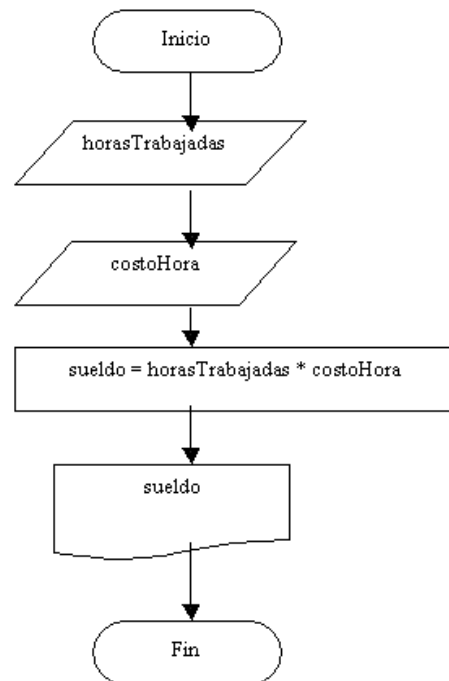 Inicio
horasTrabajadas
costoHora
sueldo = horasTrabajadas * costoHora
sueldo
Fin